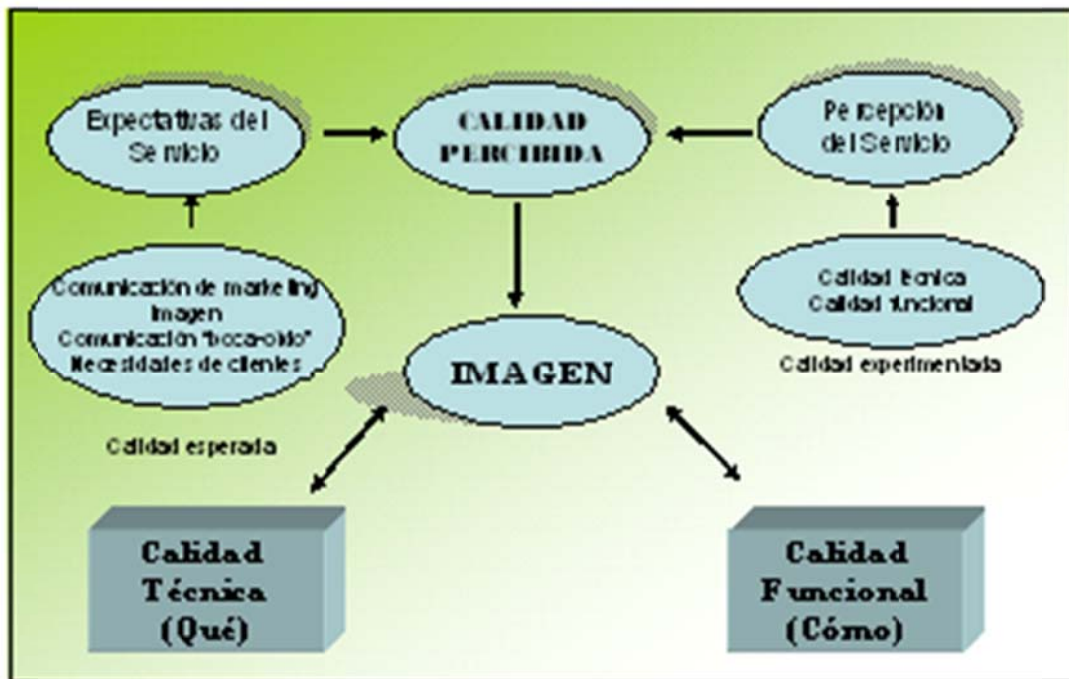 Expectativas del
Servicio
CALIDAD
PERCIBIDA
Percepción
del Servicio
Comunicación de marketing
Imagen
Comunicación "boca-oído"
Necesidades de clientes
Calidad técnica
Calidad funcional
Calidad experimentada
IMAGEN
Calidad esperada
Calidad
Técnica
(Qué)
Calidad
Funcional
(Cómo)